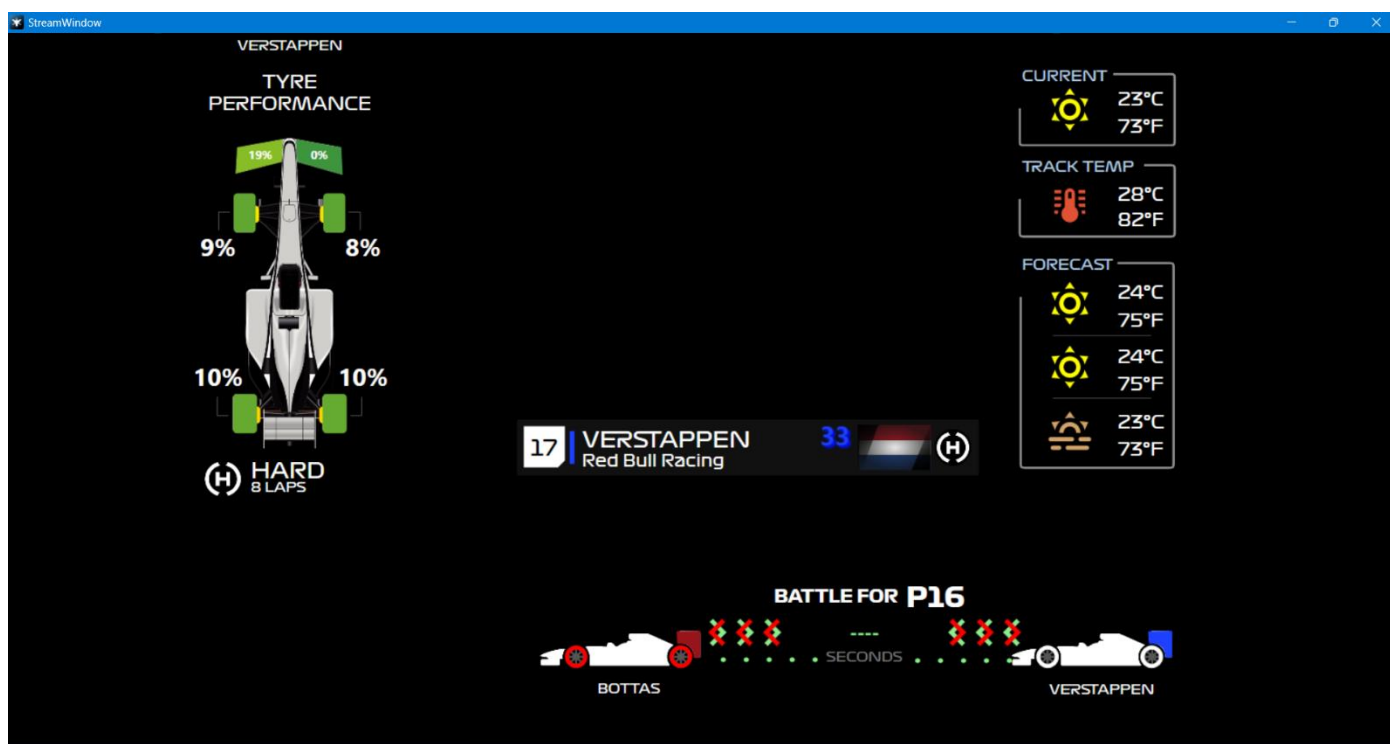 StreamWindow
VERSTAPPEN
TYRE
PERFORMANCE
19% 0%
9% 8%
10% 10%
H HARD
8 LAPS
CURRENT
23°C
73°F
TRACK TEMP
28°C
82°F
FORECAST
24°C
75°F
24°C
75°F
23°C
73°F
17 VERSTAPPEN 33 H
Red Bull Racing
BATTLE FOR P16
----
SECONDS
BOTTAS
VERSTAPPEN